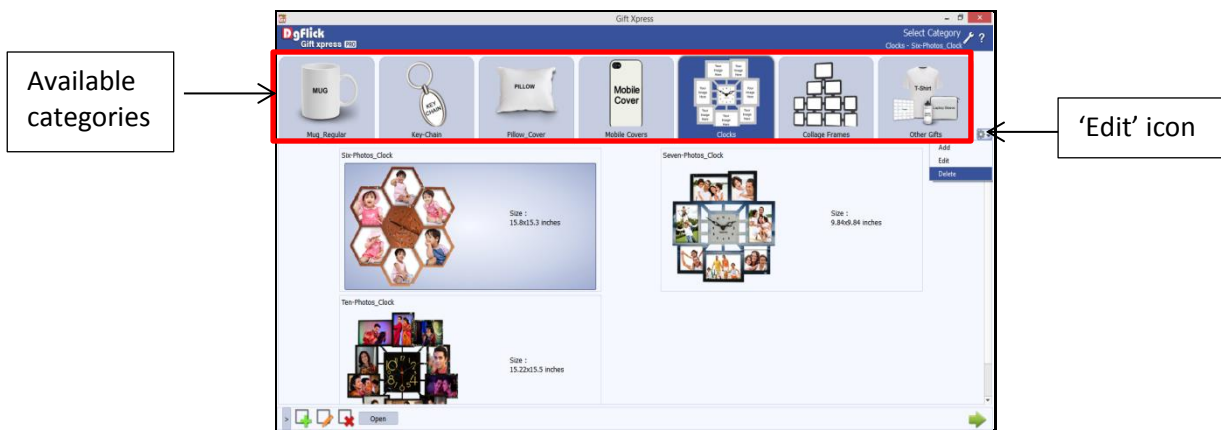 Gift Xpress
DgFlick
Gift xpress PRO
Select Category
Clocks - Six-Photos_Clock
?
Available
categories
'Edit' icon
MUG
KEY
CHAIN
PILLOW
Mobile
Cover
Your
Image
Here
T-Shirt
Mug_Regular
Key-Chain
Pillow_Cover
Mobile Covers
Clocks
Collage Frames
Other Gifts
Add
Edit
Delete
Six-Photos_Clock
Size :
15.8x15.3 inches
Seven-Photos_Clock
Size :
9.84x9.84 inches
Ten-Photos_Clock
Size :
15.22x15.5 inches
> Open